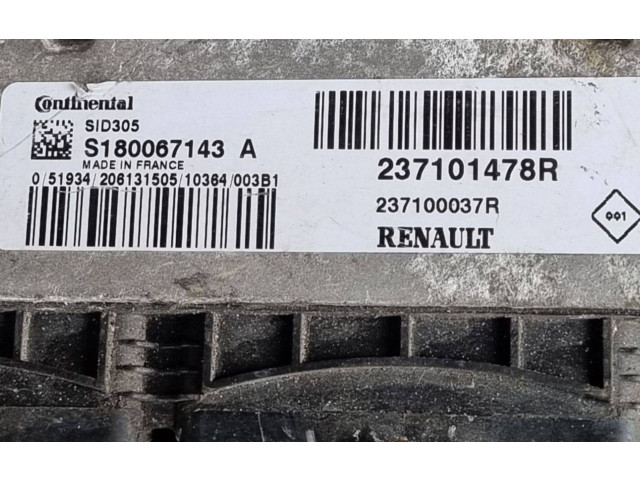 Continental
SID305
S180067143 A
MADE IN FRANCE
0/51934/206131505/10364/003B1
237101478R
237100037R
RENAULT
001